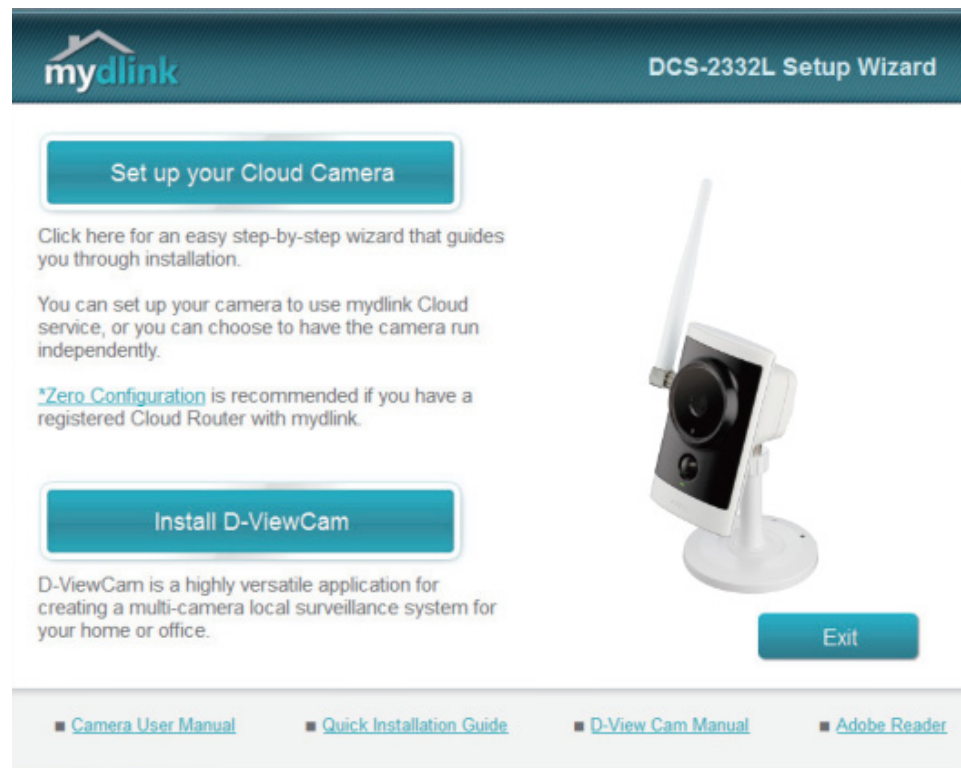 mydlink
DCS-2332L Setup Wizard
Set up your Cloud Camera
Click here for an easy step-by-step wizard that guides
you through installation.
You can set up your camera to use mydlink Cloud
service, or you can choose to have the camera run
independently.
*Zero Configuration is recommended if you have a
registered Cloud Router with mydlink.
Install D-ViewCam
D-ViewCam is a highly versatile application for
creating a multi-camera local surveillance system for
your home or office.
Exit
■ Camera User Manual
■ Quick Installation Guide
■ D-View Cam Manual
■ Adobe Reader